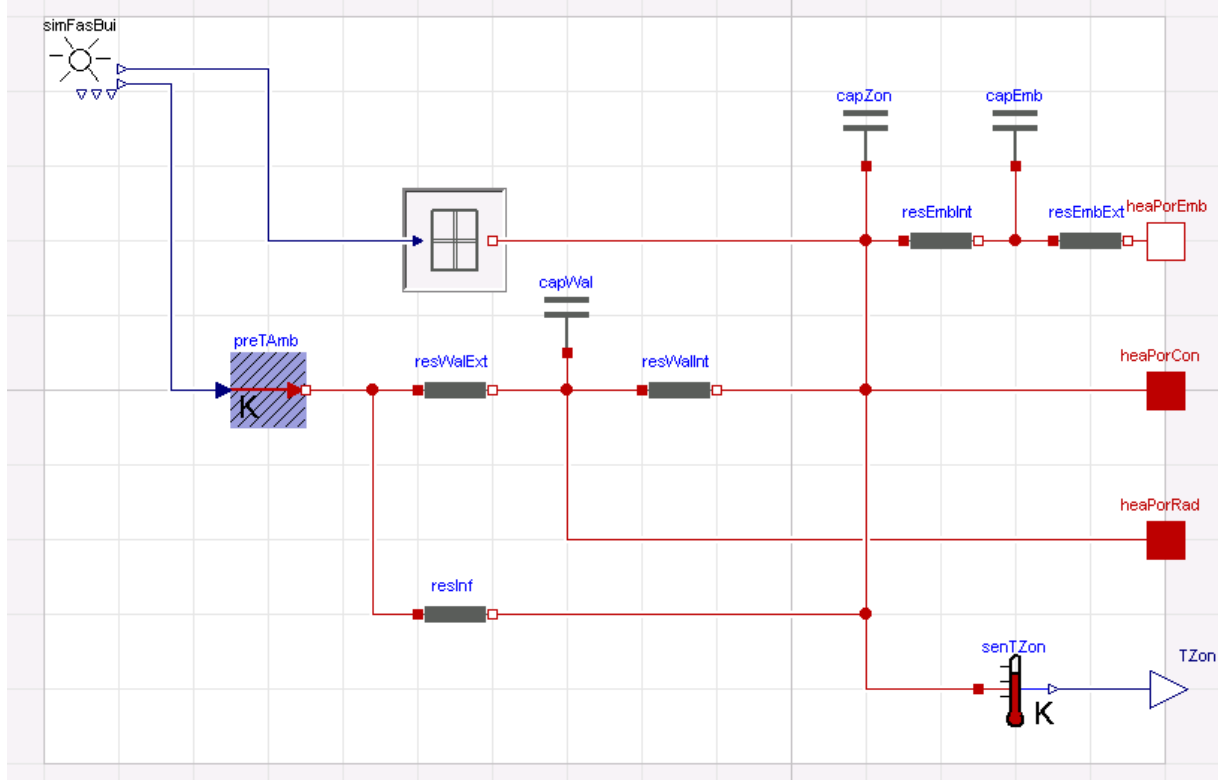 simFasBui
capZon
capEmb
resEmbInt
resEmbExt
heaPorEmb
capWal
preTAmb
resWalExt
resWalInt
heaPorCon
K
heaPorRad
resInf
senTZon
TZon
K